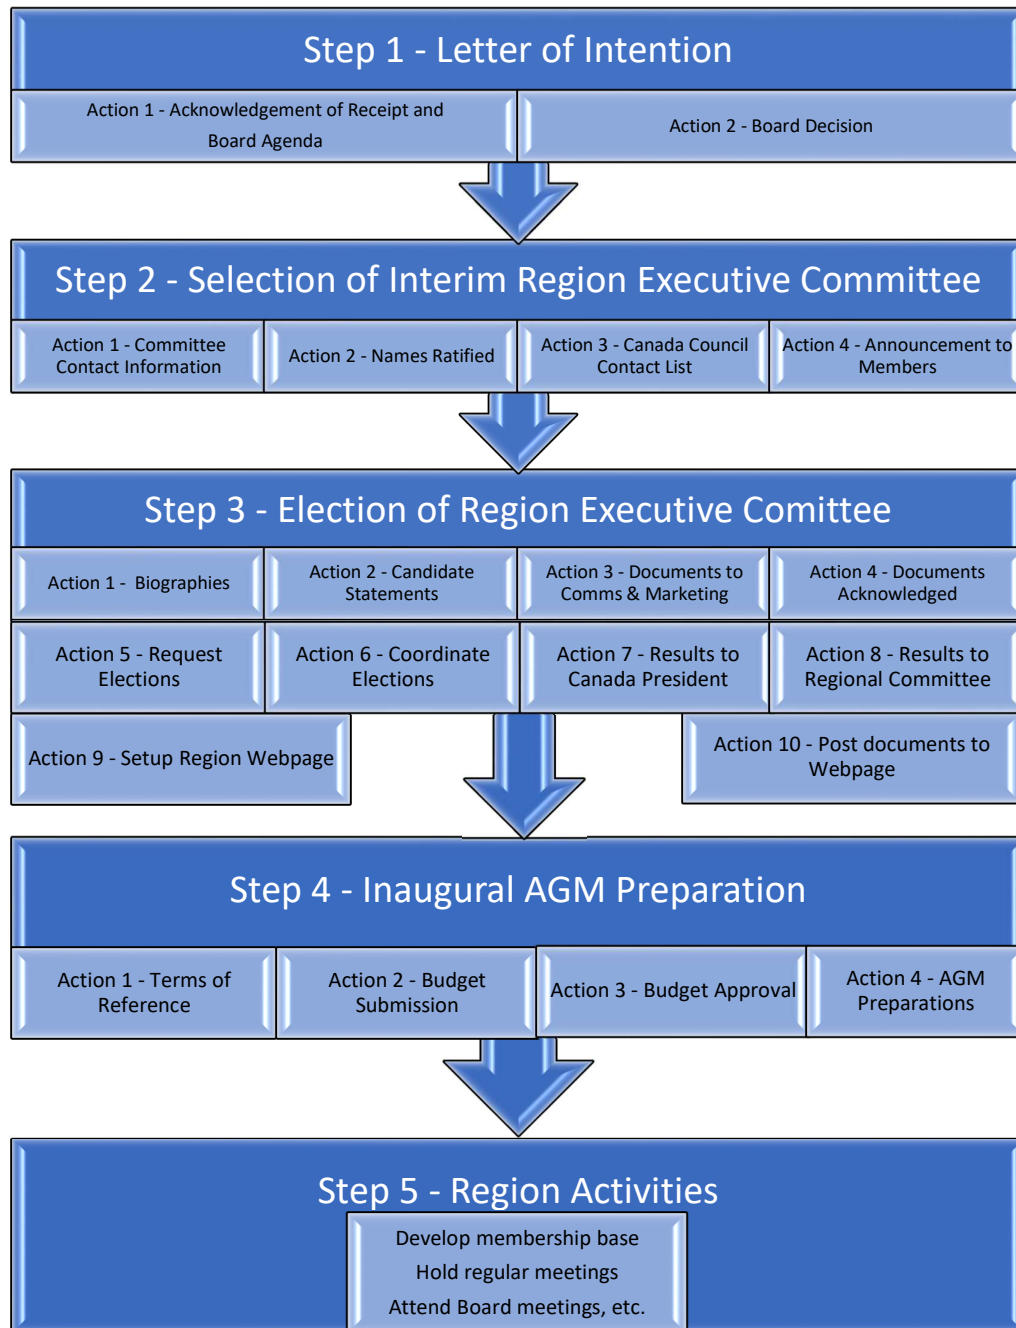 Step 1 - Letter of Intention
Action 1 - Acknowledgement of Receipt and
Board Agenda
Action 2 - Board Decision
Step 2 - Selection of Interim Region Executive Committee
Action 1 - Committee
Contact Information
Action 2 - Names Ratified
Action 3 - Canada Council
Contact List
Action 4 - Announcement to
Members
Step 3 - Election of Region Executive Comittee
Action 1 -  Biographies
Action 2 - Candidate
Statements
Action 3 - Documents to
Comms & Marketing
Action 4 - Documents
Acknowledged
Action 5 - Request
Elections
Action 6 - Coordinate
Elections
Action 7 - Results to
Canada President
Action 8 - Results to
Regional Committee
Action 9 - Setup Region Webpage
Action 10 - Post documents to
Webpage
Step 4 - Inaugural AGM Preparation
Action 1 - Terms of
Reference
Action 2 - Budget
Submission
Action 3 - Budget Approval
Action 4 - AGM
Preparations
Step 5 - Region Activities
Develop membership base
Hold regular meetings
Attend Board meetings, etc.